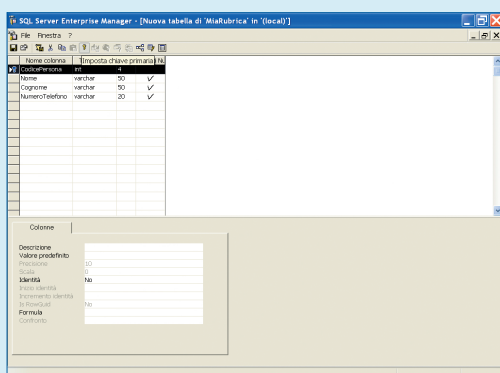 SQL Server Enterprise Manager - [Nuova tabella di 'MiaRubrica' in '(local)']
File Finestra ?
Nome colonna Imposta chiave primaria Nu
CodicePersona int 4
Nome varchar 50
Cognome varchar 50
NumeroTelefono varchar 20
Colonne
Descrizione
Valore predefinito
Precisione 10
Scala 0
Identità No
Inizio identità
Incremento identità
Is RowGuid No
Formula
Confronto